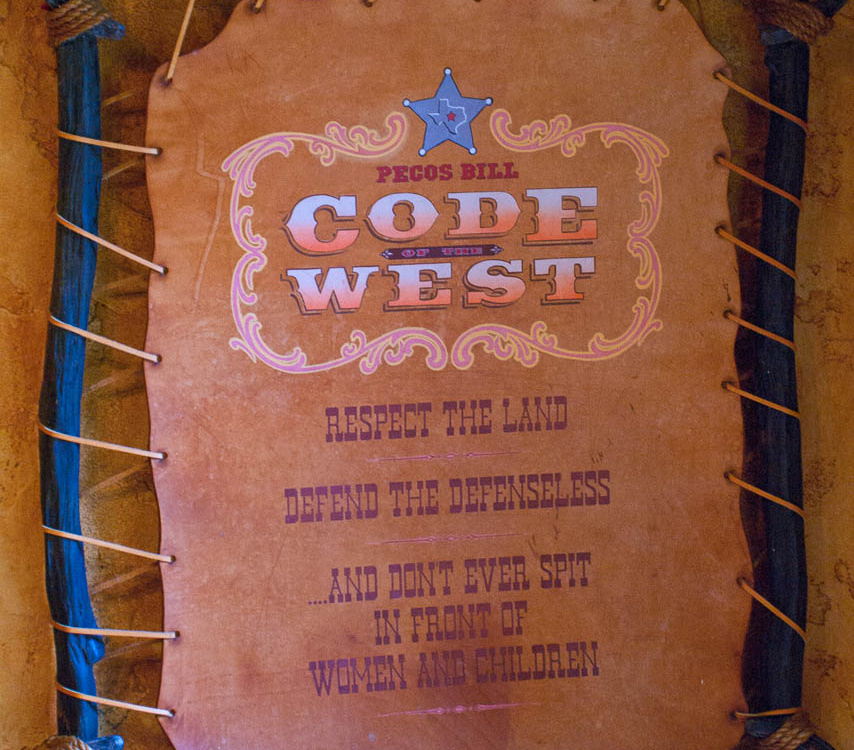 PECOS BILL
CODE
OF THE
WEST
RESPECT THE LAND
DEFEND THE DEFENSELESS
....AND DONT EVER SPIT
IN FRONT OF
WOMEN AND CHILDREN